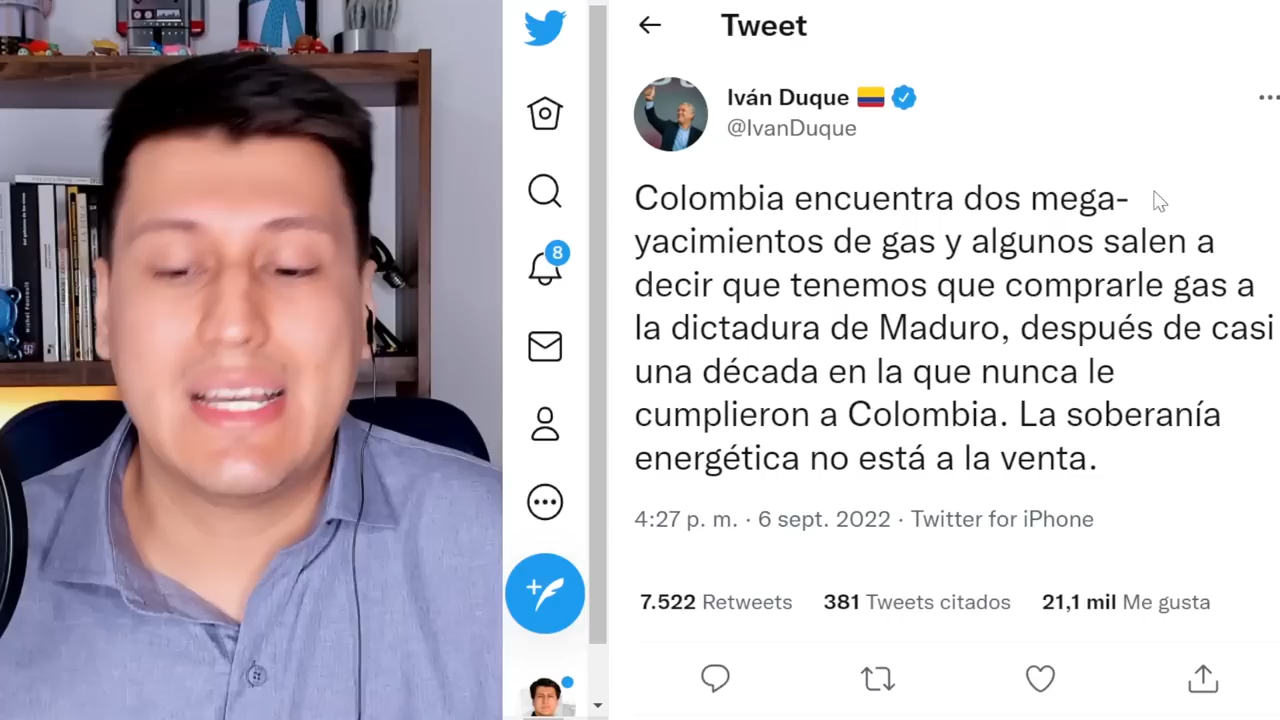 Tweet
Iván Duque
@IvanDuque
8
Colombia encuentra dos mega-
yacimientos de gas y algunos salen a
decir que tenemos que comprarle gas a
la dictadura de Maduro, después de casi
una década en la que nunca le
cumplieron a Colombia. La soberanía
energética no está a la venta.
4:27 p. m. · 6 sept. 2022 · Twitter for iPhone
7.522 Retweets 381 Tweets citados 21,1 mil Me gusta
Michel Foucault